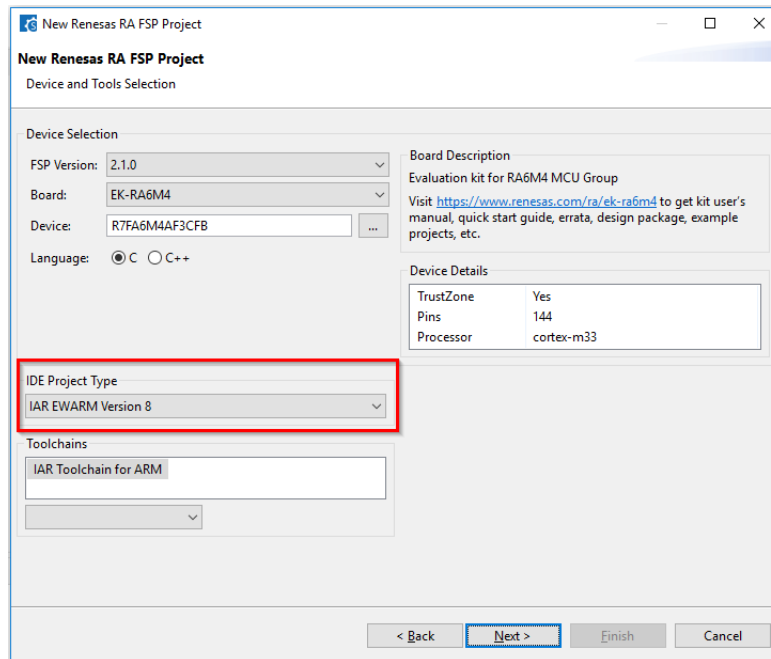 New Renesas RA FSP Project
New Renesas RA FSP Project
Device and Tools Selection
Device Selection
FSP Version: 2.1.0
Board: EK-RA6M4
Device: R7FA6M4AF3CFB ...
Language: C C++
Board Description
Evaluation kit for RA6M4 MCU Group
Visit https://www.renesas.com/ra/ek-ra6m4 to get kit user's
manual, quick start guide, errata, design package, example
projects, etc.
Device Details
TrustZone Yes
Pins 144
Processor cortex-m33
IDE Project Type
IAR EWARM Version 8
Toolchains
IAR Toolchain for ARM
< Back Next > Finish Cancel